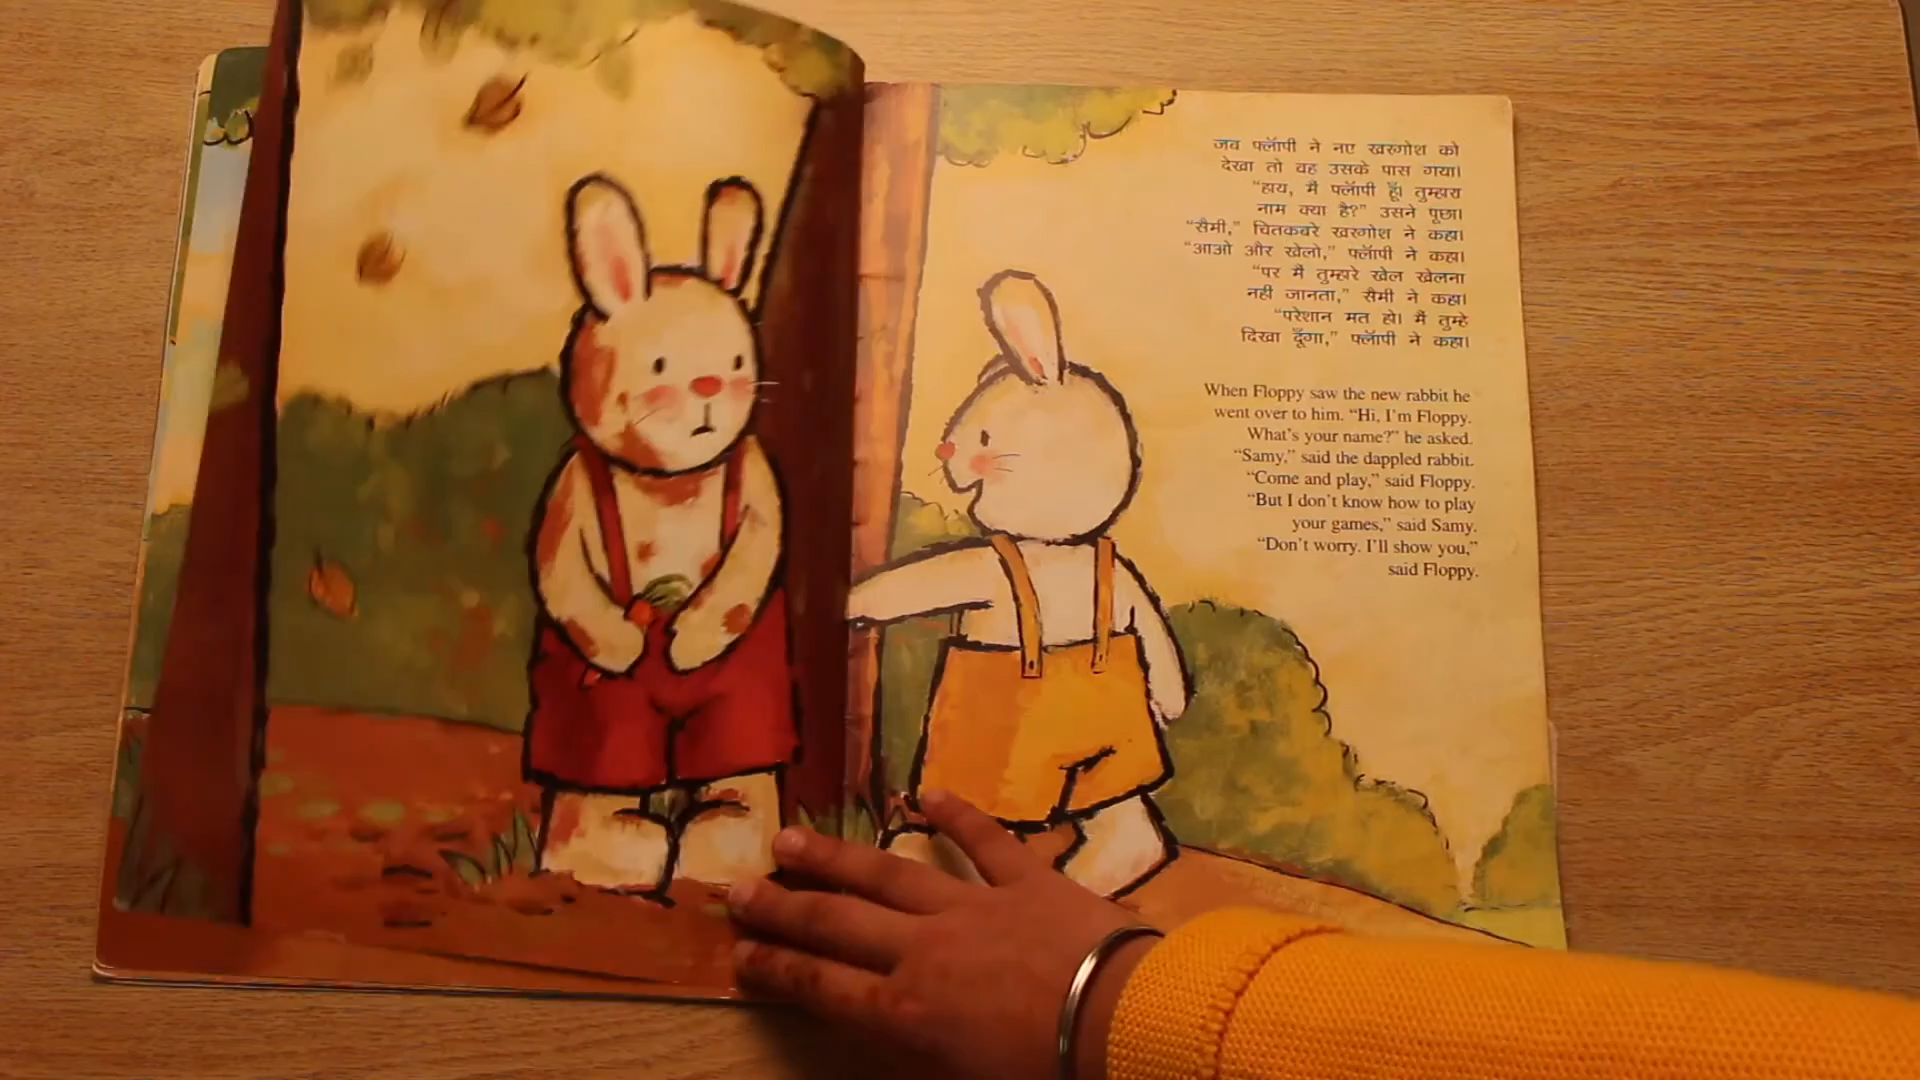 जब फ्लॉपी ने नए खरगोश को
देखा तो वह उसके पास गया।
“हाय, मैं फ्लॉपी हूँ। तुम्हारा
नाम क्या है?” उसने पूछा।
“सैमी,” चितकबरे खरगोश ने कहा।
“आओ और खेलो,” फ्लॉपी ने कहा।
“पर मैं तुम्हारे खेल खेलना
नहीं जानता,” सैमी ने कहा।
“परेशान मत हो। मैं तुम्हें
दिखा दूँगा,” फ्लॉपी ने कहा।
When Floppy saw the new rabbit he
went over to him. “Hi, I’m Floppy.
What’s your name?” he asked.
“Samy,” said the dappled rabbit.
“Come and play,” said Floppy.
“But I don’t know how to play
your games,” said Samy.
“Don’t worry. I’ll show you,”
said Floppy.